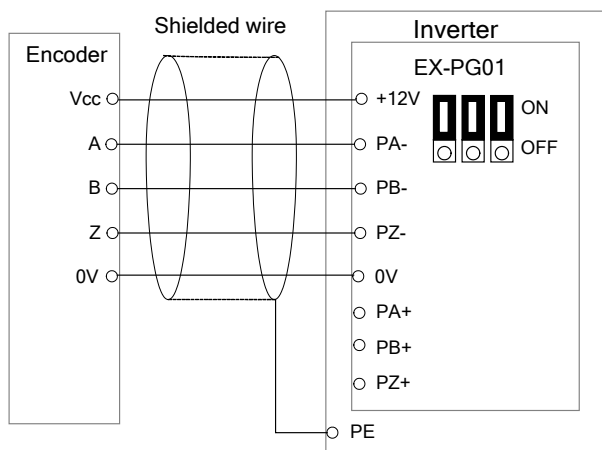 Shielded wire
Inverter
Encoder
EX-PG01
Vcc
+12V
ON
A
PA-
OFF
B
PB-
Z
PZ-
0V
0V
PA+
PB+
PZ+
PE